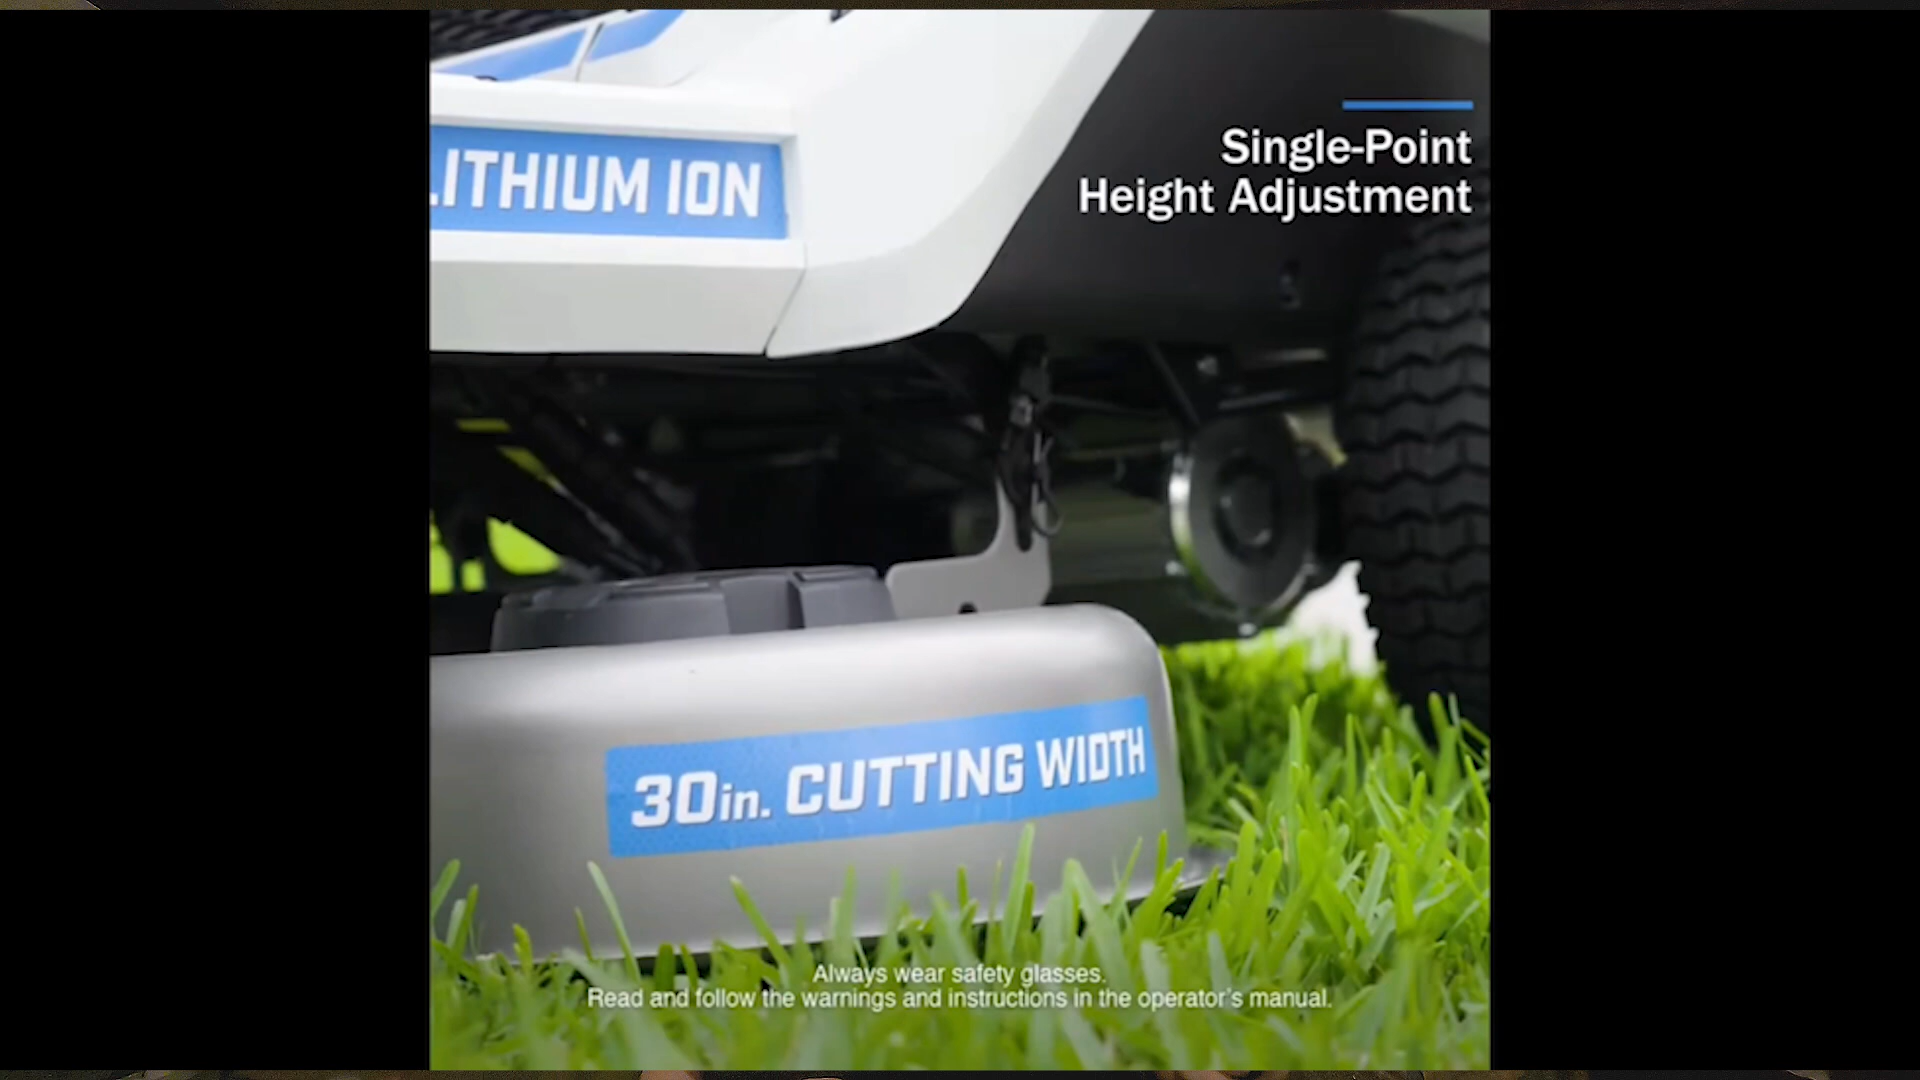 LITHIUM ION
Single-Point
Height Adjustment
30in. CUTTING WIDTH
Always wear safety glasses.
Read and follow the warnings and instructions in the operator's manual.